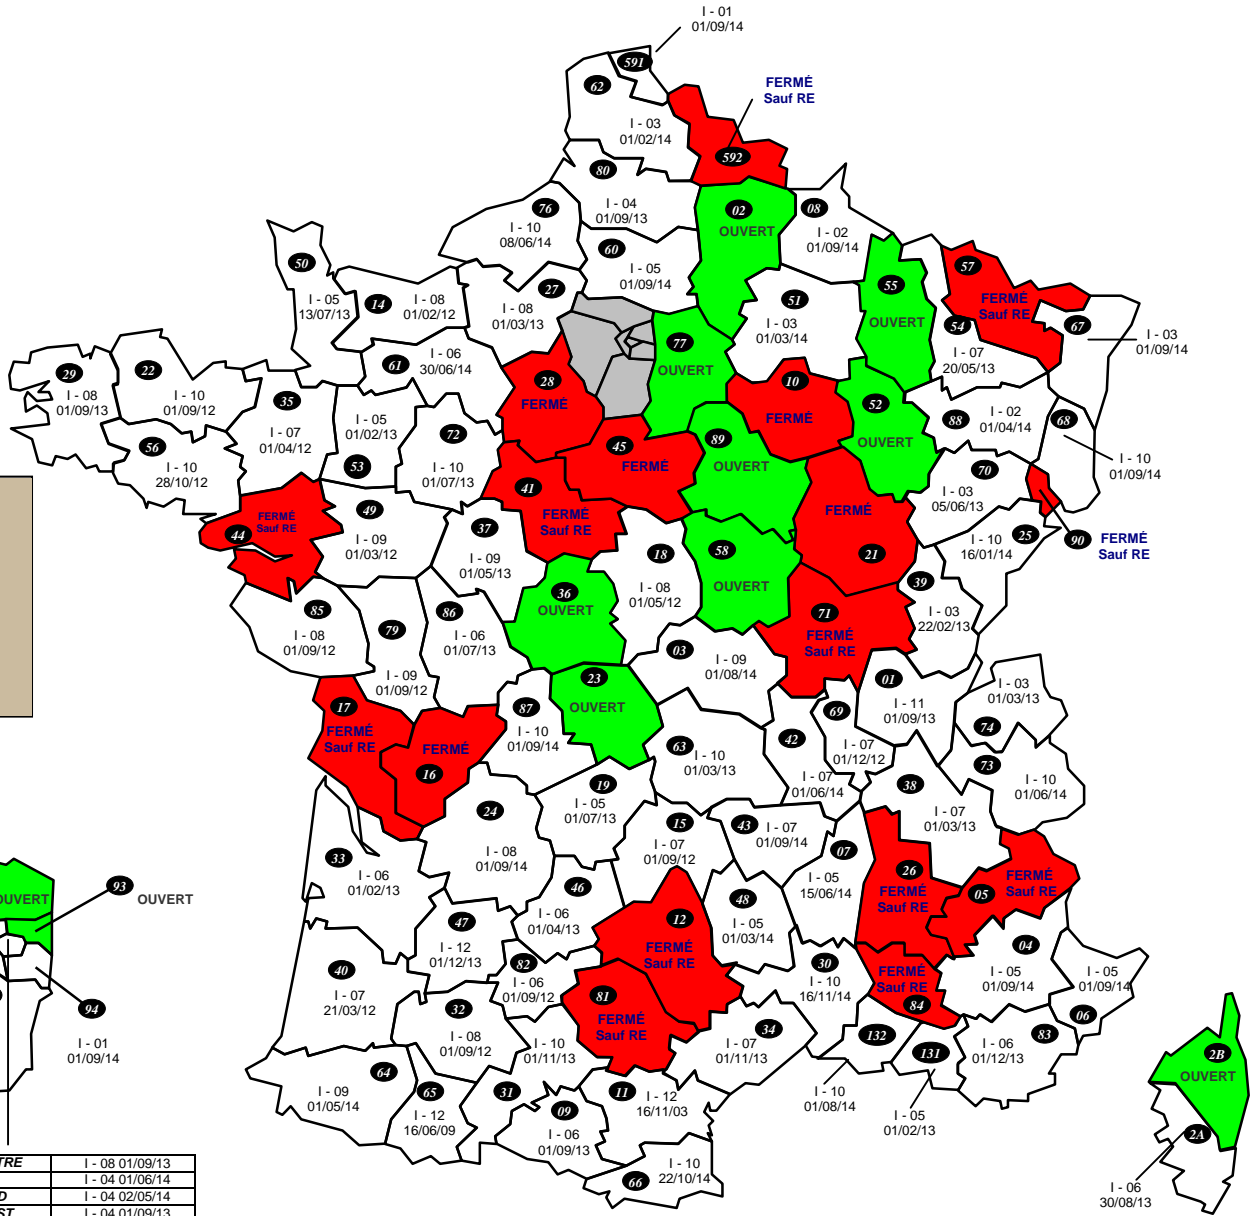 I - 01
01/09/14
591
62
FERMÉ
Sauf RE
I - 03
01/02/14
592
80
I - 04
01/09/13
76
I - 10
08/06/14
60
I - 05
01/09/14
02
OUVERT
08
I - 02
01/09/14
50
I - 05
13/07/13
14
I - 08
01/02/12
27
I - 08
01/03/13
51
I - 03
01/03/14
55
OUVERT
57
FERMÉ
Sauf RE
54
I - 07
20/05/13
67
I - 03
01/09/14
29
I - 08
01/09/13
22
I - 10
01/09/12
35
I - 07
01/04/12
61
I - 06
30/06/14
28
FERMÉ
77
OUVERT
10
FERMÉ
52
OUVERT
88
I - 02
01/04/14
68
I - 10
01/09/14
56
I - 10
28/10/12
I - 05
01/02/13
53
72
I - 10
01/07/13
45
FERMÉ
89
OUVERT
70
I - 03
05/06/13
44
FERMÉ
Sauf RE
49
I - 09
01/03/12
41
FERMÉ
Sauf RE
37
I - 09
01/05/13
18
I - 08
01/05/12
58
OUVERT
FERMÉ
21
I - 10
16/01/14
25
90
FERMÉ
Sauf RE
39
I - 03
22/02/13
85
I - 08
01/09/12
79
I - 09
01/09/12
86
I - 06
01/07/13
36
OUVERT
03
I - 09
01/08/14
71
FERMÉ
Sauf RE
01
I - 11
01/09/13
I - 03
01/03/13
74
17
FERMÉ
Sauf RE
FERMÉ
16
87
I - 10
01/09/14
23
OUVERT
63
I - 10
01/03/13
42
I - 07
01/06/14
69
I - 07
01/12/12
73
I - 10
01/06/14
38
I - 07
01/03/13
24
I - 08
01/09/14
19
I - 05
01/07/13
15
I - 07
01/09/12
43
I - 07
01/09/14
07
I - 05
15/06/14
26
FERMÉ
Sauf RE
05
FERMÉ
Sauf RE
33
I - 06
01/02/13
46
I - 06
01/04/13
12
FERMÉ
Sauf RE
48
I - 05
01/03/14
04
I - 05
01/09/14
OUVERT
93
OUVERT
47
I - 12
01/12/13
40
I - 07
21/03/12
82
I - 06
01/09/12
81
FERMÉ
Sauf RE
30
I - 10
16/11/14
FERMÉ
Sauf RE
84
I - 05
01/09/14
06
94
I - 01
01/09/14
32
I - 08
01/09/12
I - 10
01/11/13
34
I - 07
01/11/13
132
131
I - 06
01/12/13
83
2B
OUVERT
64
I - 09
01/05/14
65
I - 12
16/06/09
31
09
I - 06
01/09/13
11
I - 12
16/11/03
I - 10
01/08/14
I - 05
01/02/13
2A
I - 06
30/08/13
66
I - 10
22/10/14
TRE I - 08 01/09/13
I - 04 01/06/14
D I - 04 02/05/14
ST I - 04 01/09/13